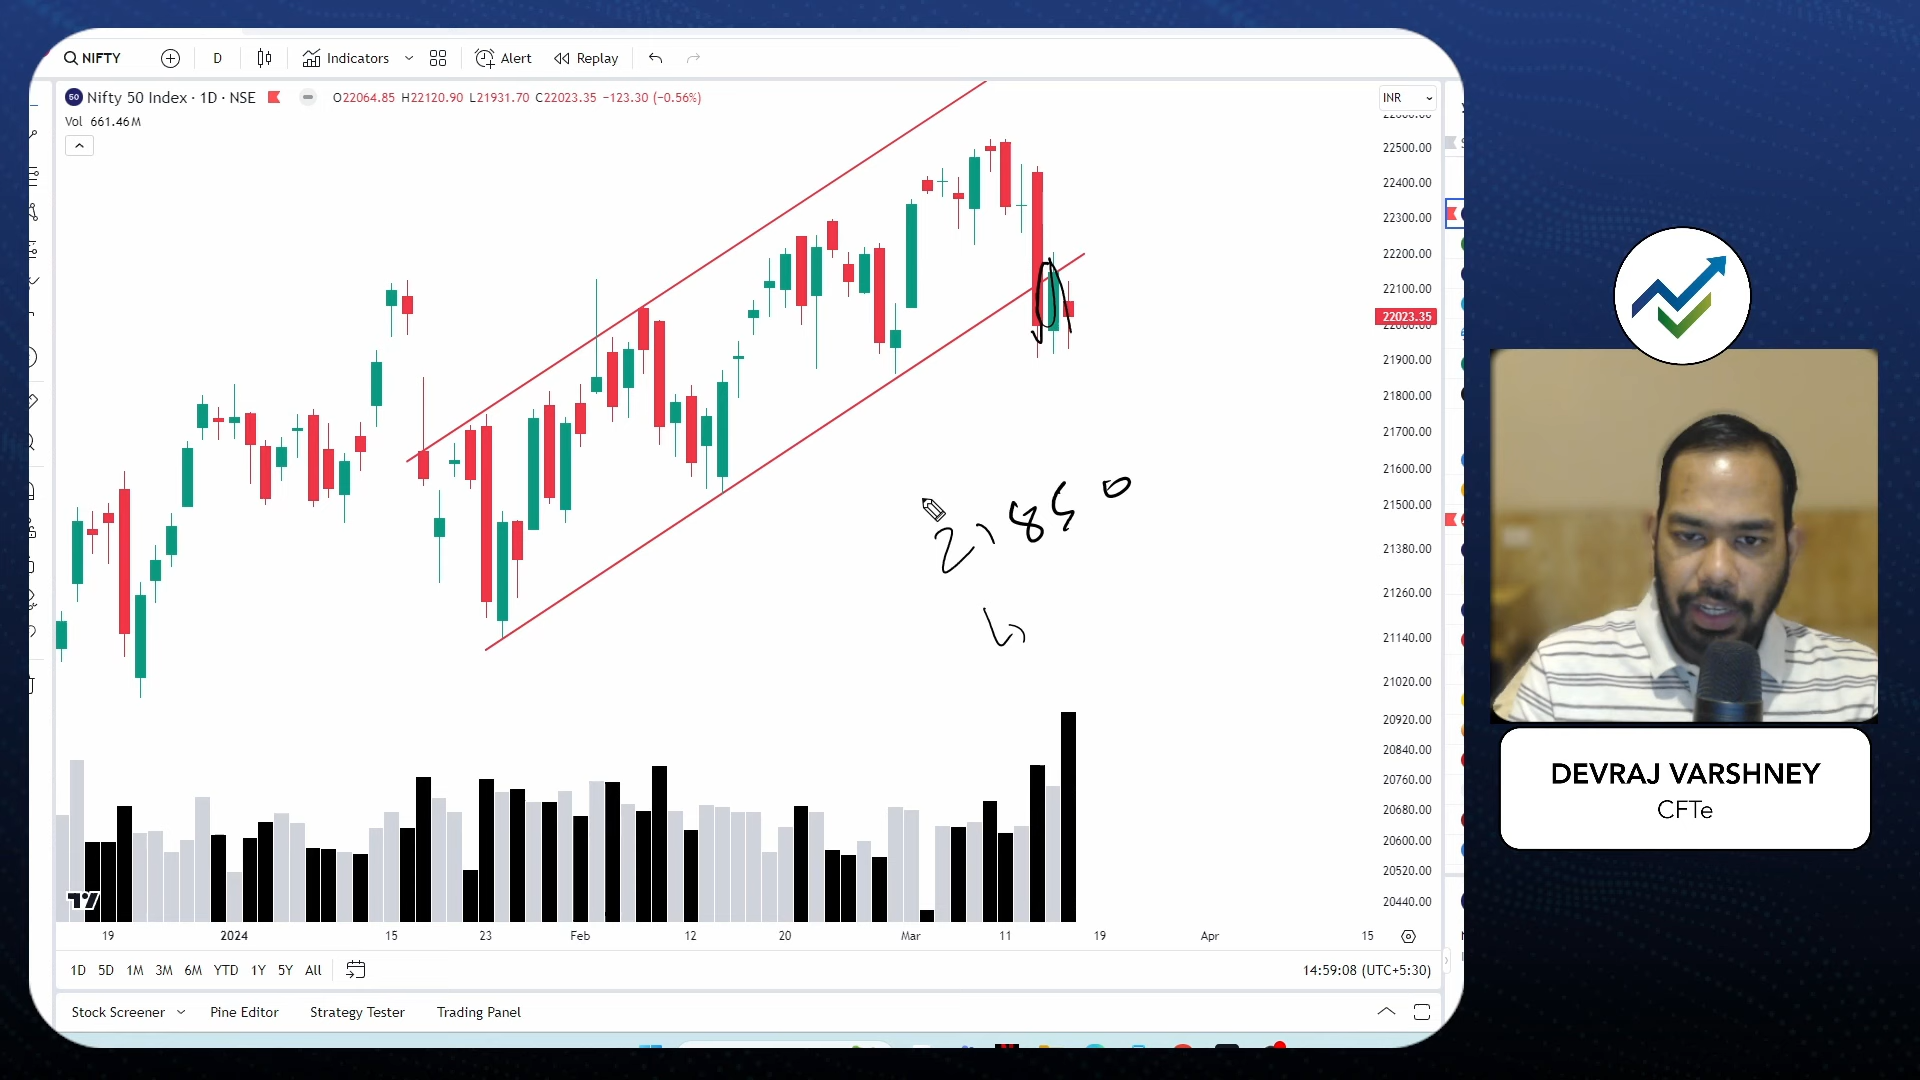 NIFTY
D
Indicators
Alert
Replay
50 Nifty 50 Index · 1D · NSE
O22064.85 H22120.90 L21931.70 C22023.35 −123.30 (−0.56%)
INR
Vol 661.46M
22500.00
22400.00
22300.00
22200.00
22100.00
22023.35
22000.00
21900.00
21800.00
21700.00
21600.00
21500.00
21380.00
21260.00
21140.00
21020.00
20920.00
20840.00
20760.00
20680.00
20600.00
20520.00
20440.00
21850
19 2024 15 23 Feb 12 20 Mar 11 19 Apr 15
1D 5D 1M 3M 6M YTD 1Y 5Y All
14:59:08 (UTC+5:30)
Stock Screener Pine Editor Strategy Tester Trading Panel
DEVRAJ VARSHNEY
CFTe